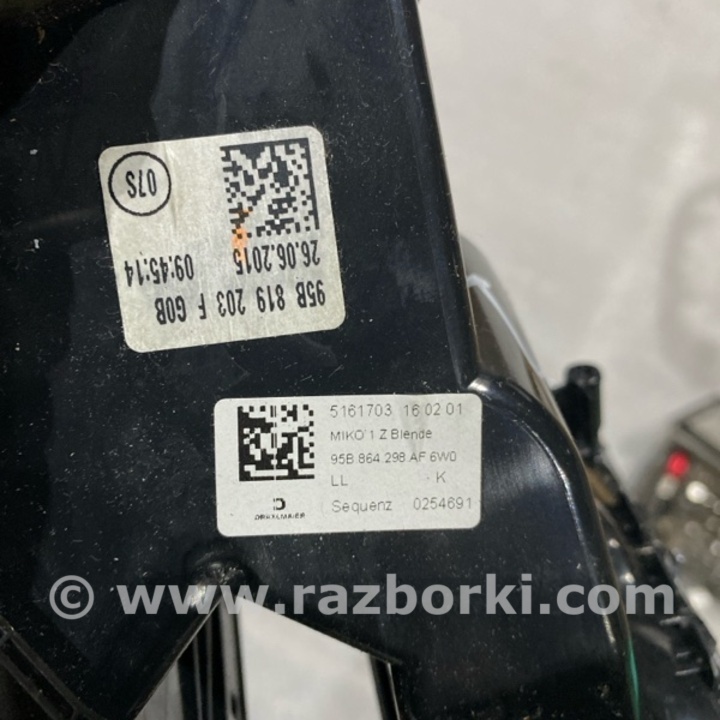 95B 819 203 F G0B
26.06.2015 09:45:14
07S
5161703 16 02 01
MIKO 1 Z Blende
95B 864 298 AF 6W0
LL K
Sequenz 0254691
DRÄXLMAIER
© www.razborki.com